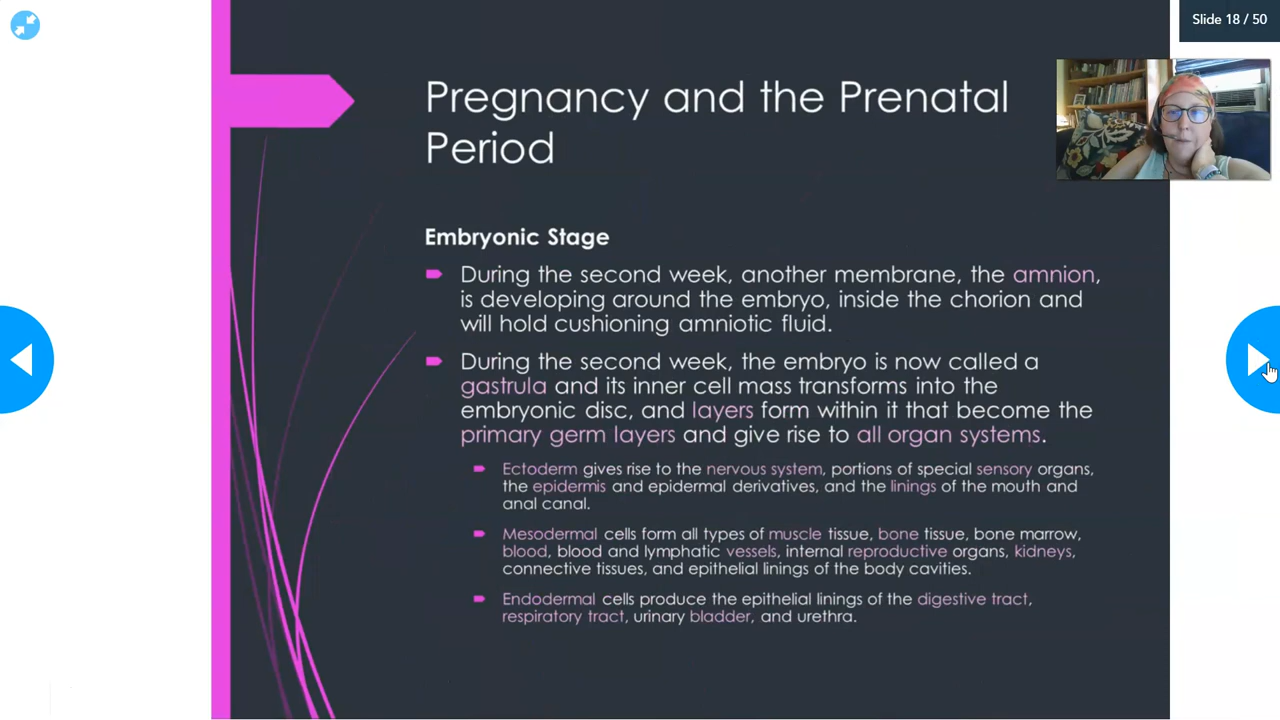 Slide 18 / 50
Pregnancy and the Prenatal
Period
Embryonic Stage
During the second week, another membrane, the amnion,
is developing around the embryo, inside the chorion and
will hold cushioning amniotic fluid.
During the second week, the embryo is now called a
gastrula and its inner cell mass transforms into the
embryonic disc, and layers form within it that become the
primary germ layers and give rise to all organ systems.
Ectoderm gives rise to the nervous system, portions of special sensory organs,
the epidermis and epidermal derivatives, and the linings of the mouth and
anal canal.
Mesodermal cells form all types of muscle tissue, bone tissue, bone marrow,
blood, blood and lymphatic vessels, internal reproductive organs, kidneys,
connective tissues, and epithelial linings of the body cavities.
Endodermal cells produce the epithelial linings of the digestive tract,
respiratory tract, urinary bladder, and urethra.